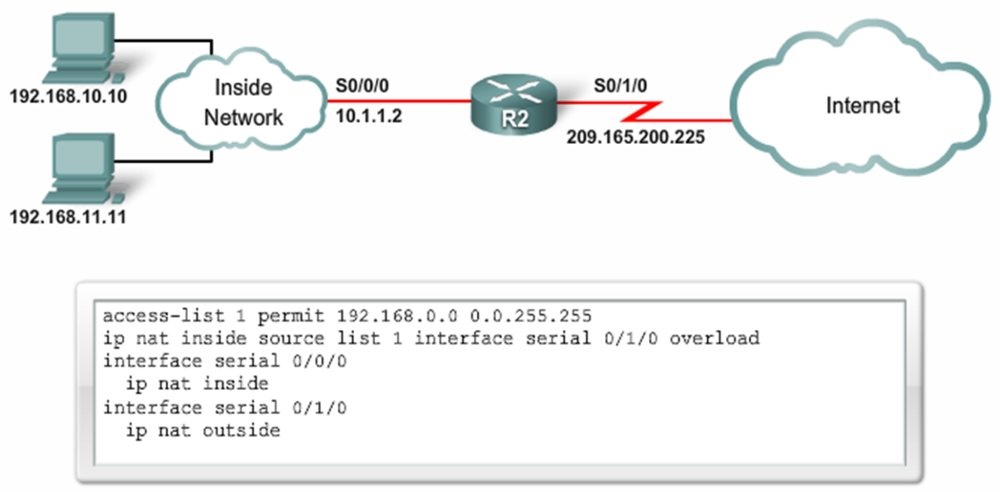 192.168.10.10
192.168.11.11
Inside
Network
S0/0/0
10.1.1.2
R2
S0/1/0
209.165.200.225
Internet
access-list 1 permit 192.168.0.0 0.0.255.255
ip nat inside source list 1 interface serial 0/1/0 overload
interface serial 0/0/0
ip nat inside
interface serial 0/1/0
ip nat outside